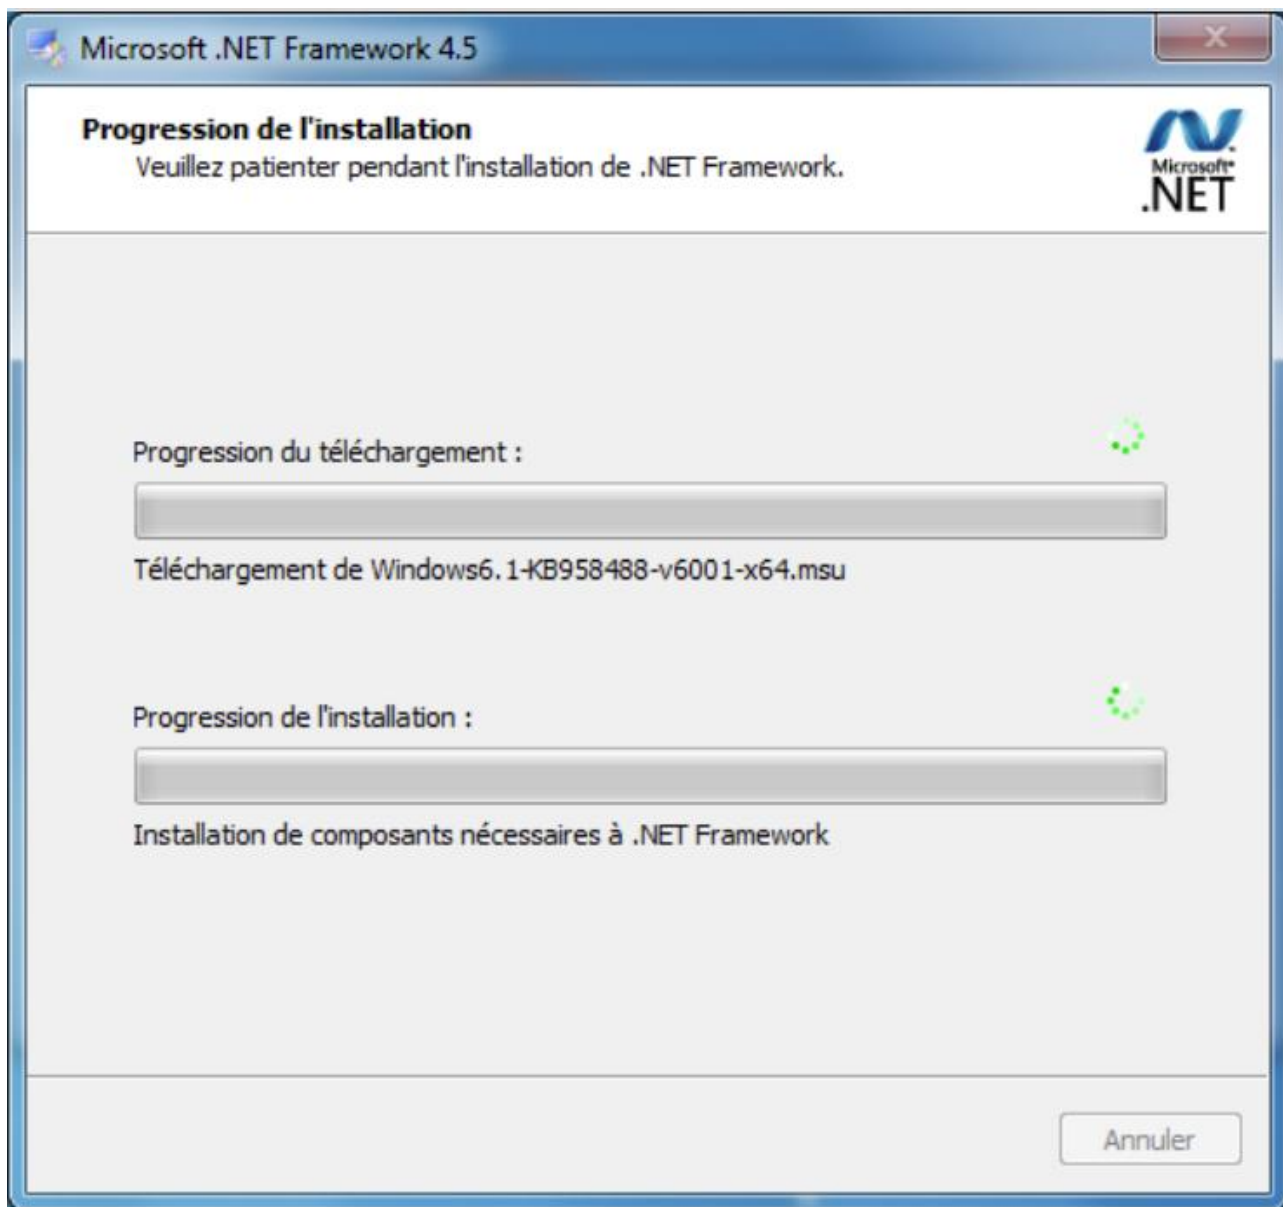 Microsoft .NET Framework 4.5
Progression de l'installation
Veuillez patienter pendant l'installation de .NET Framework.
Microsoft®
.NET
Progression du téléchargement :
Téléchargement de Windows6.1-KB958488-v6001-x64.msu
Progression de l'installation :
Installation de composants nécessaires à .NET Framework
Annuler